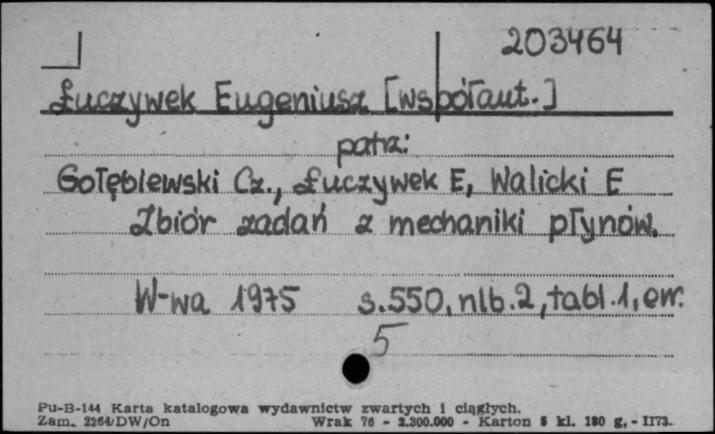 203464
Łuczywek Eugeniusz [współaut.]
patrz:
Gołębiewski Cz., Łuczywek E, Walicki E
Zbiór zadań z mechaniki płynów.
W-wa 1975 s.550, nlb.2, tabl.1, err.
5
Pu-B-144 Karta katalogowa wydawnictw zwartych i ciągłych.
Zam. 2264/DW/On Wrak 76 - 2.300.000 - Karton 5 kl. 180 g, - II73.